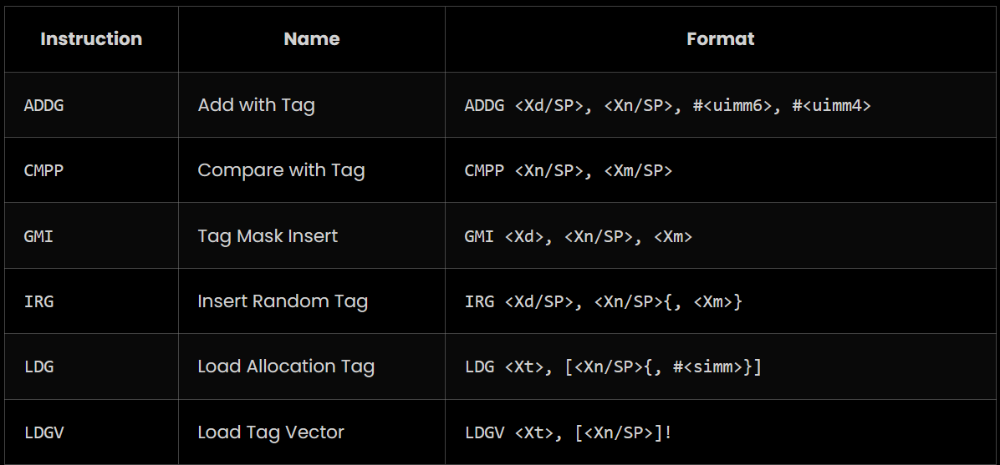 Instruction Name Format
ADDG Add with Tag ADDG <Xd/SP>, <Xn/SP>, #<uimm6>, #<uimm4>
CMPP Compare with Tag CMPP <Xn/SP>, <Xm/SP>
GMI Tag Mask Insert GMI <Xd>, <Xn/SP>, <Xm>
IRG Insert Random Tag IRG <Xd/SP>, <Xn/SP>{, <Xm>}
LDG Load Allocation Tag LDG <Xt>, [<Xn/SP>{, #<simm>}]
LDGV Load Tag Vector LDGV <Xt>, [<Xn/SP>]!